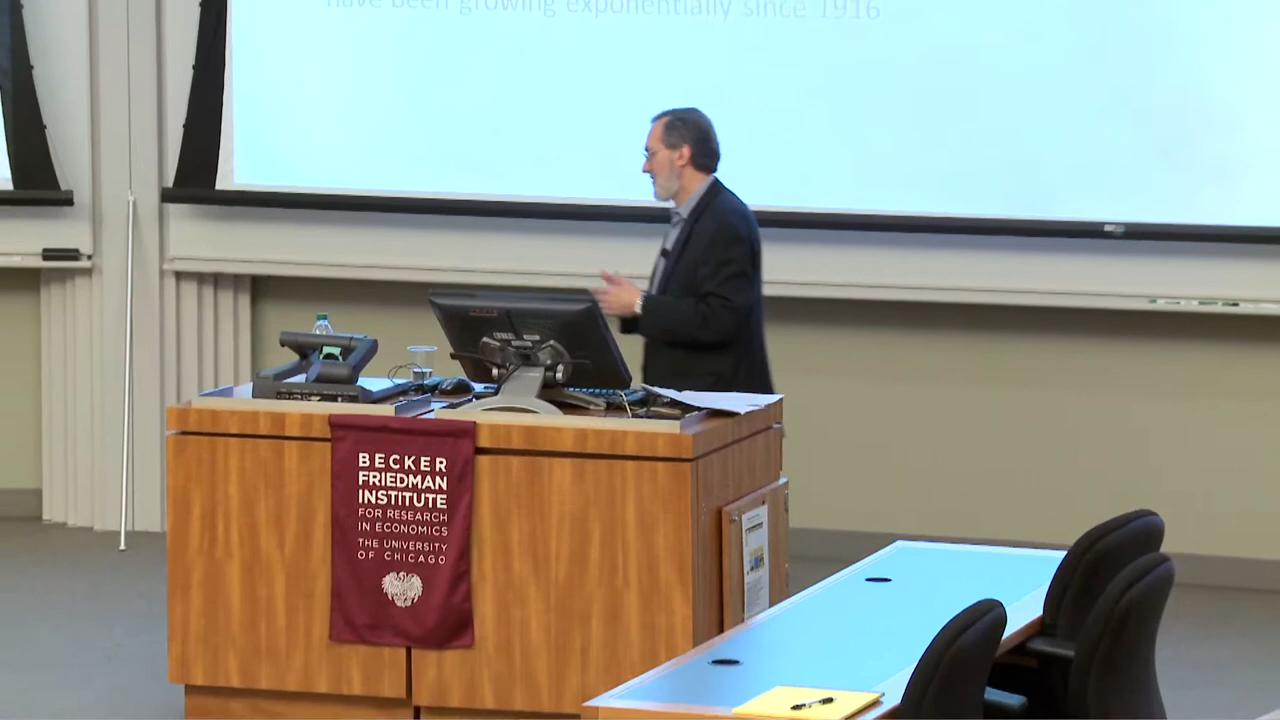 have been growing exponentially since 1916
BECKER
FRIEDMAN
INSTITUTE
FOR RESEARCH
IN ECONOMICS
THE UNIVERSITY
OF CHICAGO